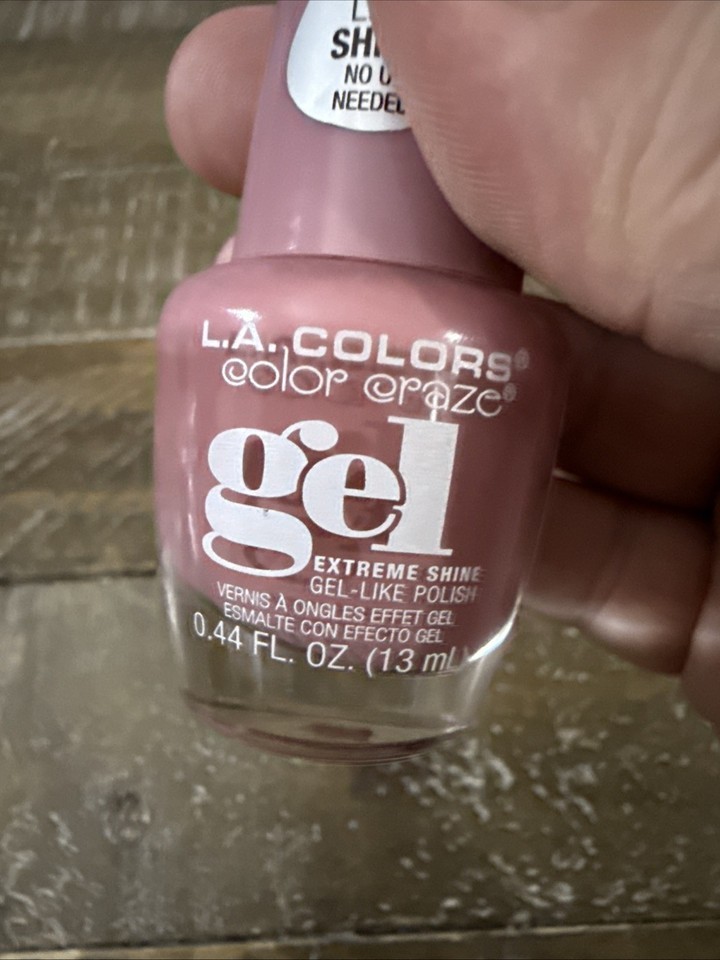 NO
NEEDED
L.A. COLORS®
color craze®
gel
EXTREME SHINE
GEL-LIKE POLISH
VERNIS À ONGLES EFFET GEL
ESMALTE CON EFECTO GEL
0.44 FL. OZ. (13 mL)